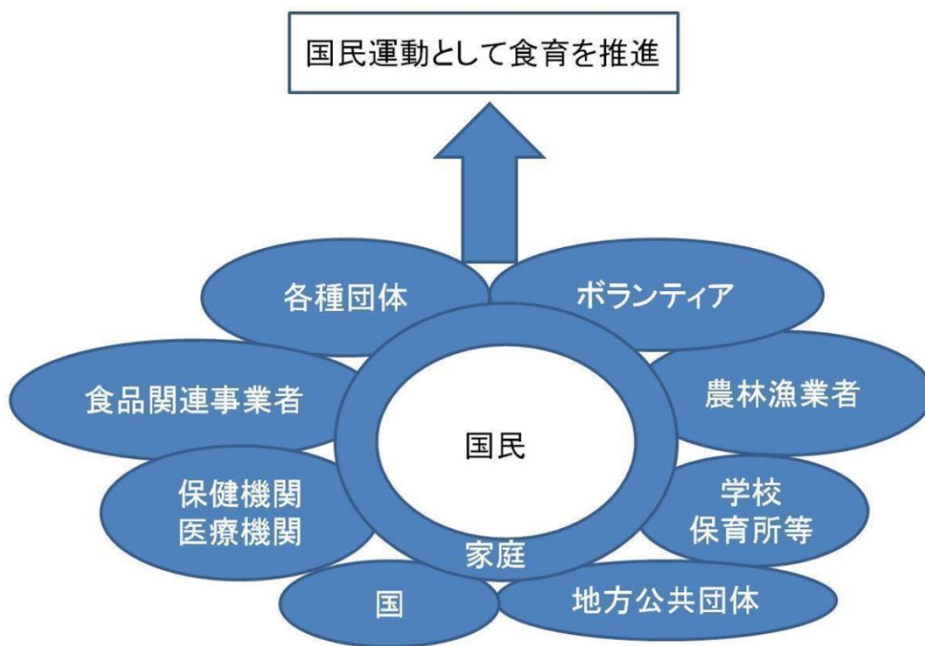 国民運動として食育を推進
各種団体
ボランティア
食品関連事業者
農林漁業者
国民
保健機関
医療機関
学校
保育所等
家庭
国
地方公共団体